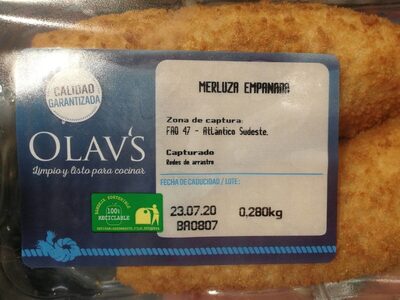 CALIDAD
GARANTIZADA
OLAV'S
Limpio y listo para cocinar
100%
RECICLABLE
MERLUZA EMPANADA
Zona de captura:
FAO 47 - Atlántico Sudeste.
Capturado
Redes de arrastre
FECHA DE CADUCIDAD / LOTE:
23.07.20 0,280kg
BA0807